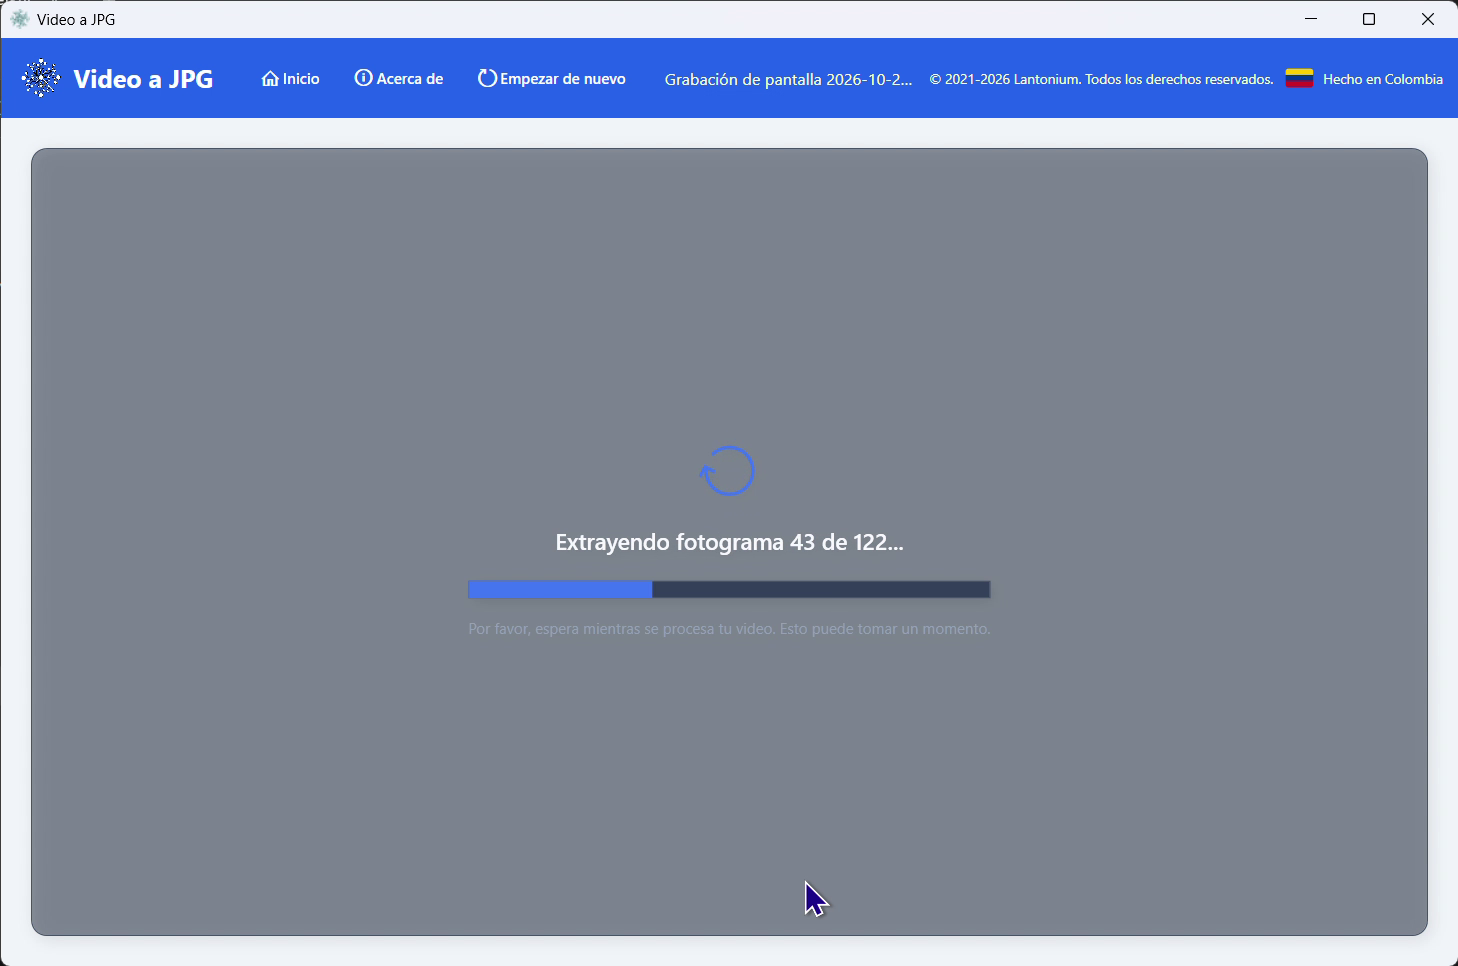 Video a JPG
Video a JPG
Inicio
Acerca de
Empezar de nuevo
Grabación de pantalla 2026-10-2...
© 2021-2026 Lantonium. Todos los derechos reservados.
Hecho en Colombia
Extrayendo fotograma 43 de 122...
Por favor, espera mientras se procesa tu video. Esto puede tomar un momento.